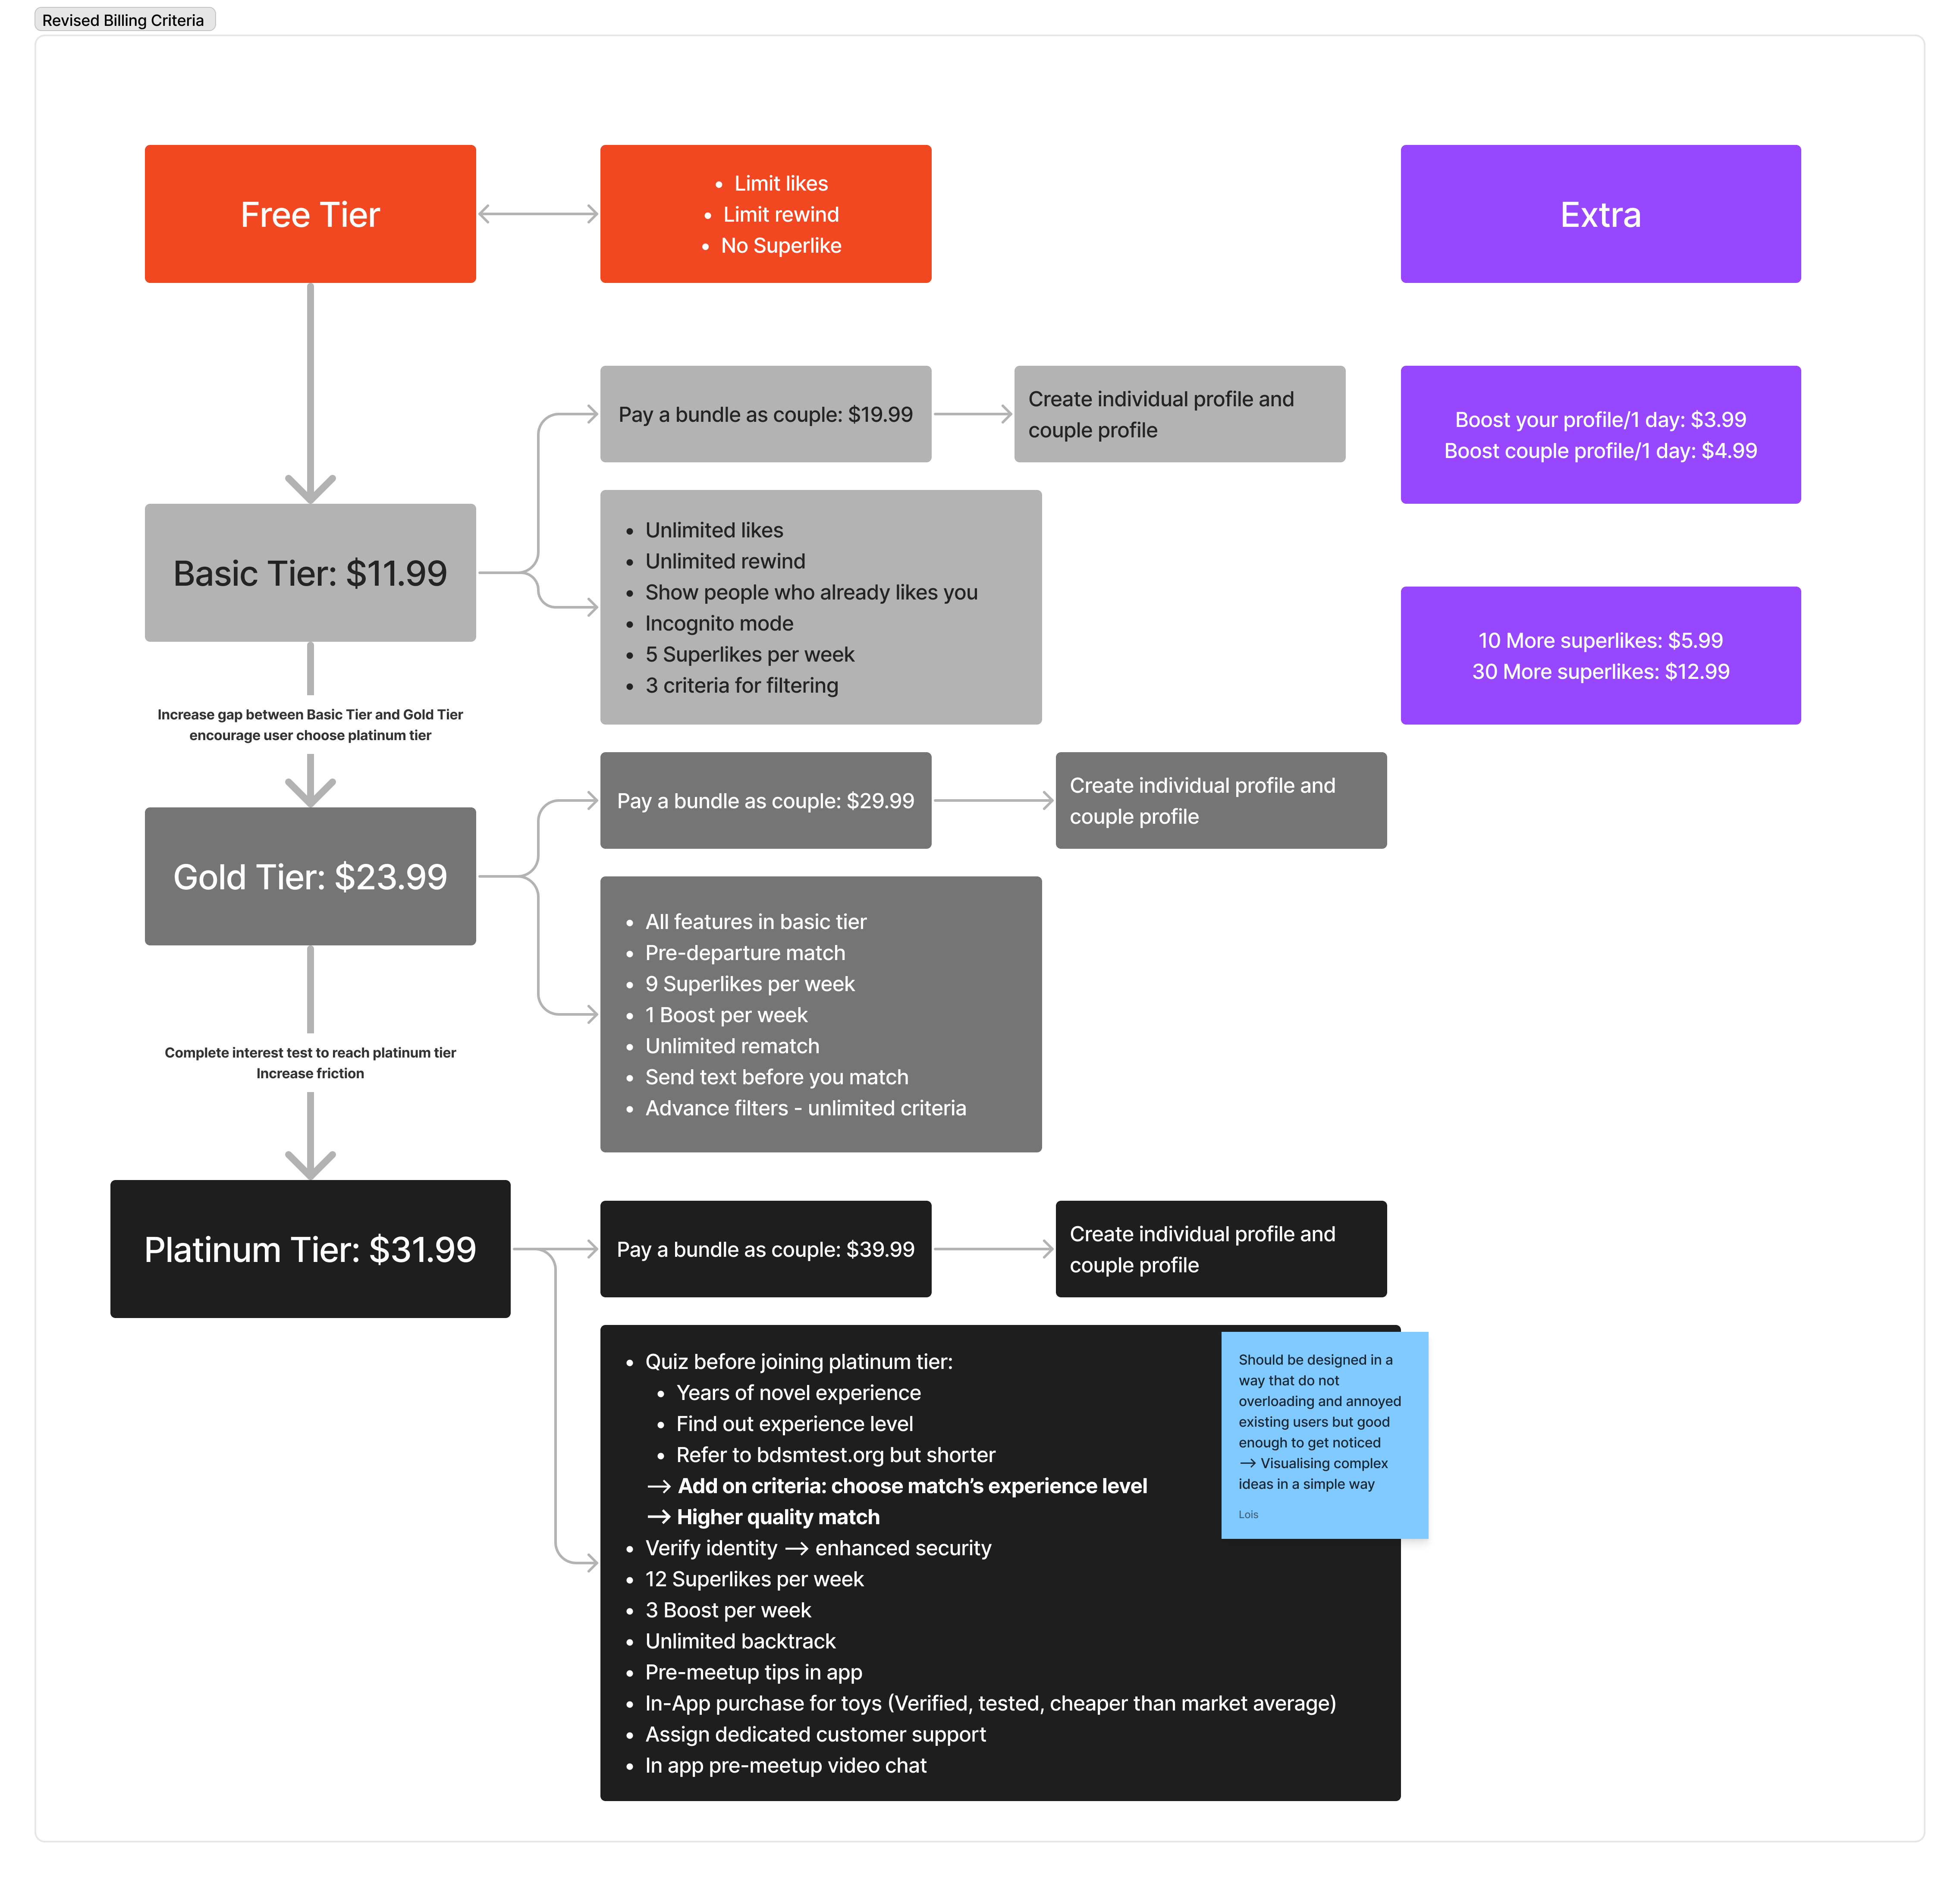 Revised Billing Criteria
Free Tier
• Limit likes
• Limit rewind
• No Superlike
Extra
Pay a bundle as couple: $19.99
Create individual profile and
couple profile
Boost your profile/1 day: $3.99
Boost couple profile/1 day: $4.99
Basic Tier: $11.99
• Unlimited likes
• Unlimited rewind
• Show people who already likes you
• Incognito mode
• 5 Superlikes per week
• 3 criteria for filtering
10 More superlikes: $5.99
30 More superlikes: $12.99
Increase gap between Basic Tier and Gold Tier
encourage user choose platinum tier
Pay a bundle as couple: $29.99
Create individual profile and
couple profile
Gold Tier: $23.99
• All features in basic tier
• Pre-departure match
• 9 Superlikes per week
• 1 Boost per week
• Unlimited rematch
• Send text before you match
• Advance filters - unlimited criteria
Complete interest test to reach platinum tier
Increase friction
Platinum Tier: $31.99
Pay a bundle as couple: $39.99
Create individual profile and
couple profile
• Quiz before joining platinum tier:
• Years of novel experience
• Find out experience level
• Refer to bdsmtest.org but shorter
→ Add on criteria: choose match’s experience level
→ Higher quality match
• Verify identity → enhanced security
• 12 Superlikes per week
• 3 Boost per week
• Unlimited backtrack
• Pre-meetup tips in app
• In-App purchase for toys (Verified, tested, cheaper than market average)
• Assign dedicated customer support
• In app pre-meetup video chat
Should be designed in a
way that do not
overloading and annoyed
existing users but good
enough to get noticed
→ Visualising complex
ideas in a simple way
Lois